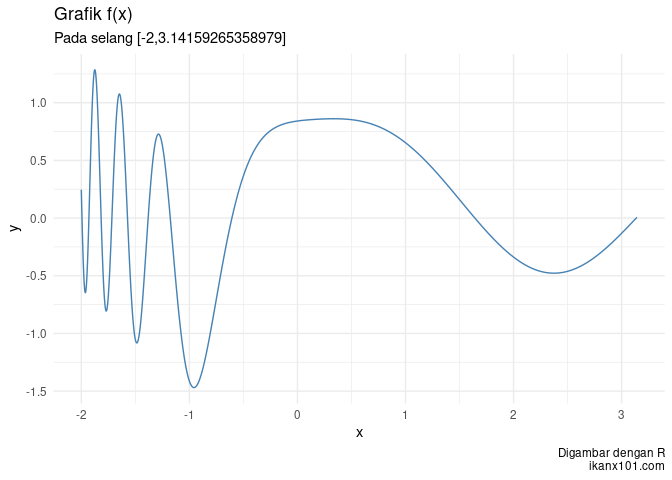 Grafik f(x)
Pada selang [-2,3.14159265358979]
1.0
0.5
0.0
-0.5
-1.0
-1.5
y
-2
-1
0
1
2
3
x
Digambar dengan R
ikanx101.com